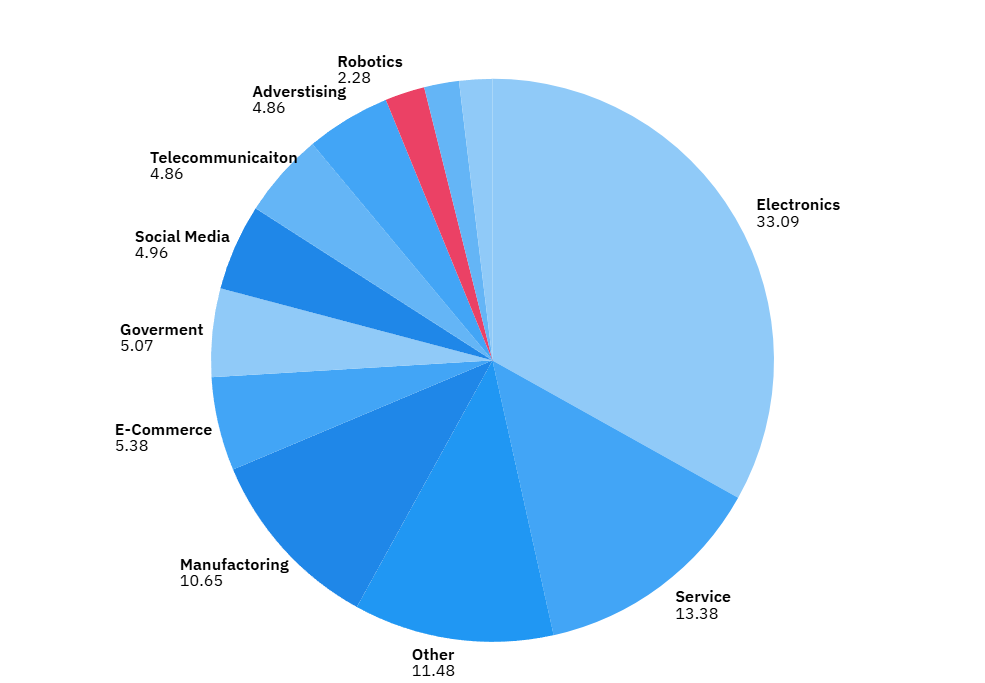 Robotics
2.28
Adverstising
4.86
Telecommunicaiton
4.86
Social Media
4.96
Goverment
5.07
E-Commerce
5.38
Manufactoring
10.65
Other
11.48
Service
13.38
Electronics
33.09